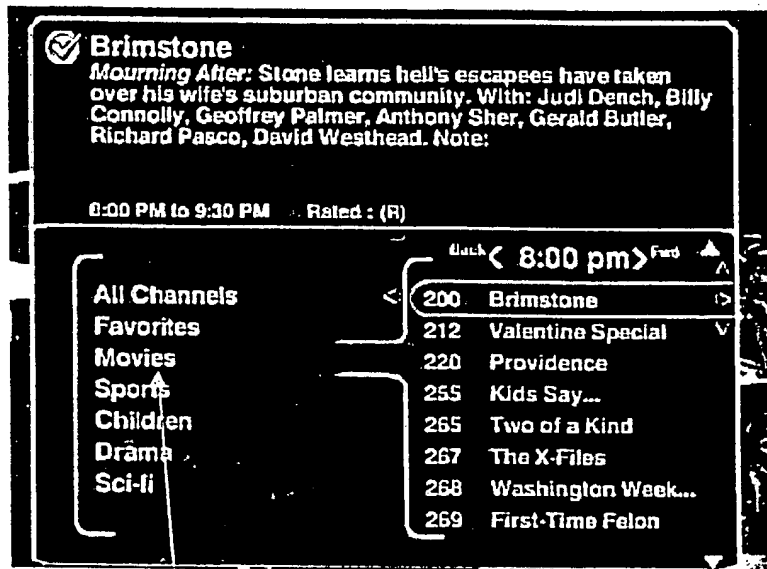 Brimstone
Mourning After: Stone learns hell's escapees have taken
over his wife's suburban community. With: Judi Dench, Billy
Connolly, Geoffrey Palmer, Anthony Sher, Gerald Butler,
Richard Pasco, David Westhead. Note:
8:00 PM to 9:30 PM Rated : (R)
Back < 8:00 pm > Fwd
All Channels <
Favorites
Movies
Sports
Children
Drama
Sci-fi
200 Brimstone >
212 Valentine Special
220 Providence
255 Kids Say...
265 Two of a Kind
267 The X-Files
268 Washington Week...
269 First-Time Felon